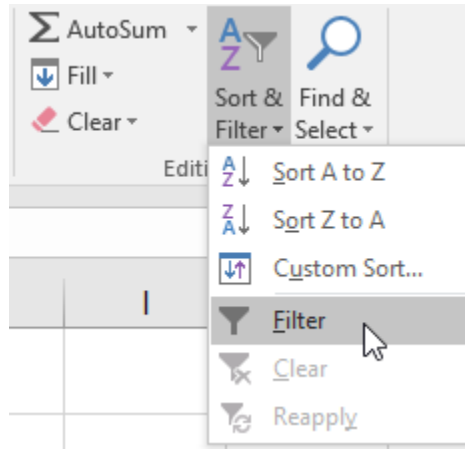 AutoSum
Fill
Clear
Sort &
Filter
Find &
Select
Editi
Sort A to Z
Sort Z to A
Custom Sort...
Filter
Clear
Reapply
I